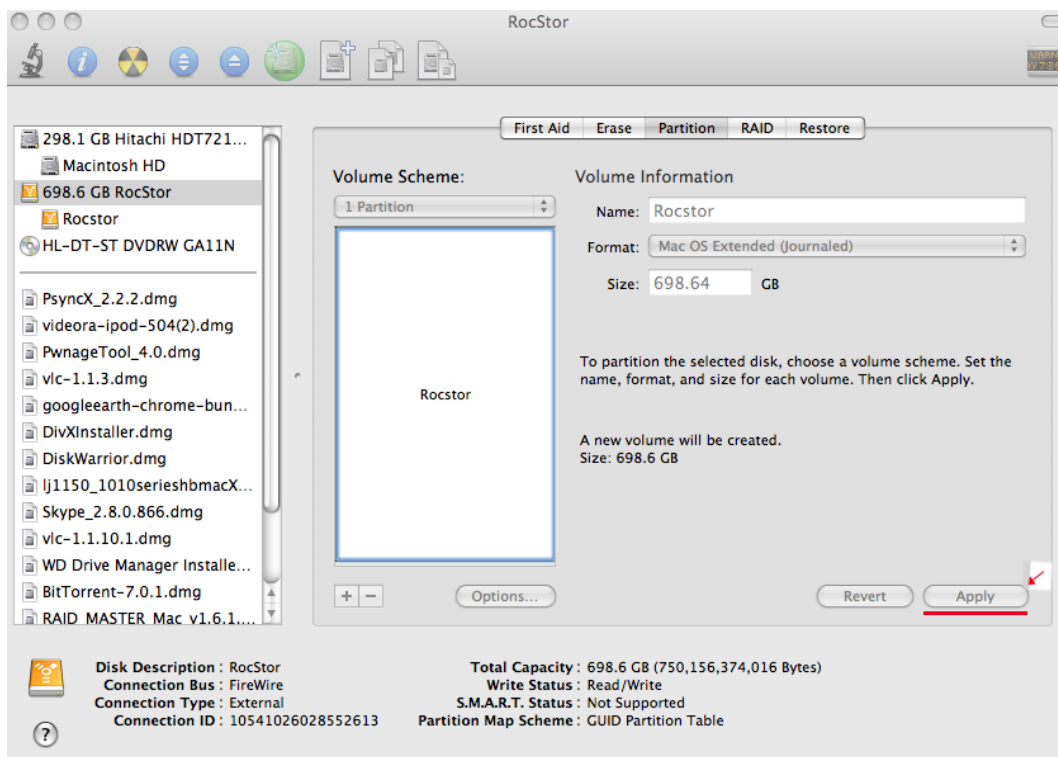 RocStor
298.1 GB Hitachi HDT721...
Macintosh HD
698.6 GB RocStor
Rocstor
HL-DT-ST DVDRW GA11N
PsyncX_2.2.2.dmg
videora-ipod-504(2).dmg
PwnageTool_4.0.dmg
vlc-1.1.3.dmg
googleearth-chrome-bun...
DivXInstaller.dmg
DiskWarrior.dmg
lj1150_1010serieshbmacX...
Skype_2.8.0.866.dmg
vlc-1.1.10.1.dmg
WD Drive Manager Installe...
BitTorrent-7.0.1.dmg
RAID_MASTER_Mac_v1.6.1....
First Aid Erase Partition RAID Restore
Volume Scheme:
1 Partition
Rocstor
+ − Options...
Volume Information
Name: Rocstor
Format: Mac OS Extended (Journaled)
Size: 698.64 GB
To partition the selected disk, choose a volume scheme. Set the
name, format, and size for each volume. Then click Apply.
A new volume will be created.
Size: 698.6 GB
Revert Apply
Disk Description : RocStor
Connection Bus : FireWire
Connection Type : External
Connection ID : 10541026028552613
Total Capacity : 698.6 GB (750,156,374,016 Bytes)
Write Status : Read/Write
S.M.A.R.T. Status : Not Supported
Partition Map Scheme : GUID Partition Table
?